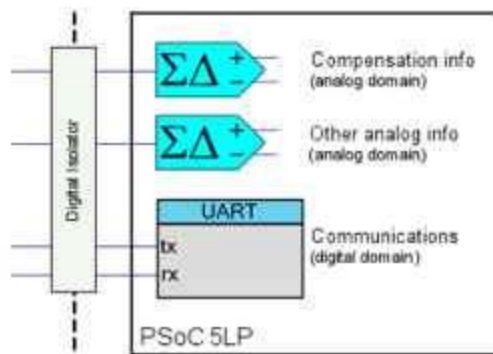 Digital Isolator
ΣΔ + −
Compensation info
(analog domain)
ΣΔ + −
Other analog info
(analog domain)
UART
tx
rx
Communications
(digital domain)
PSoC 5LP